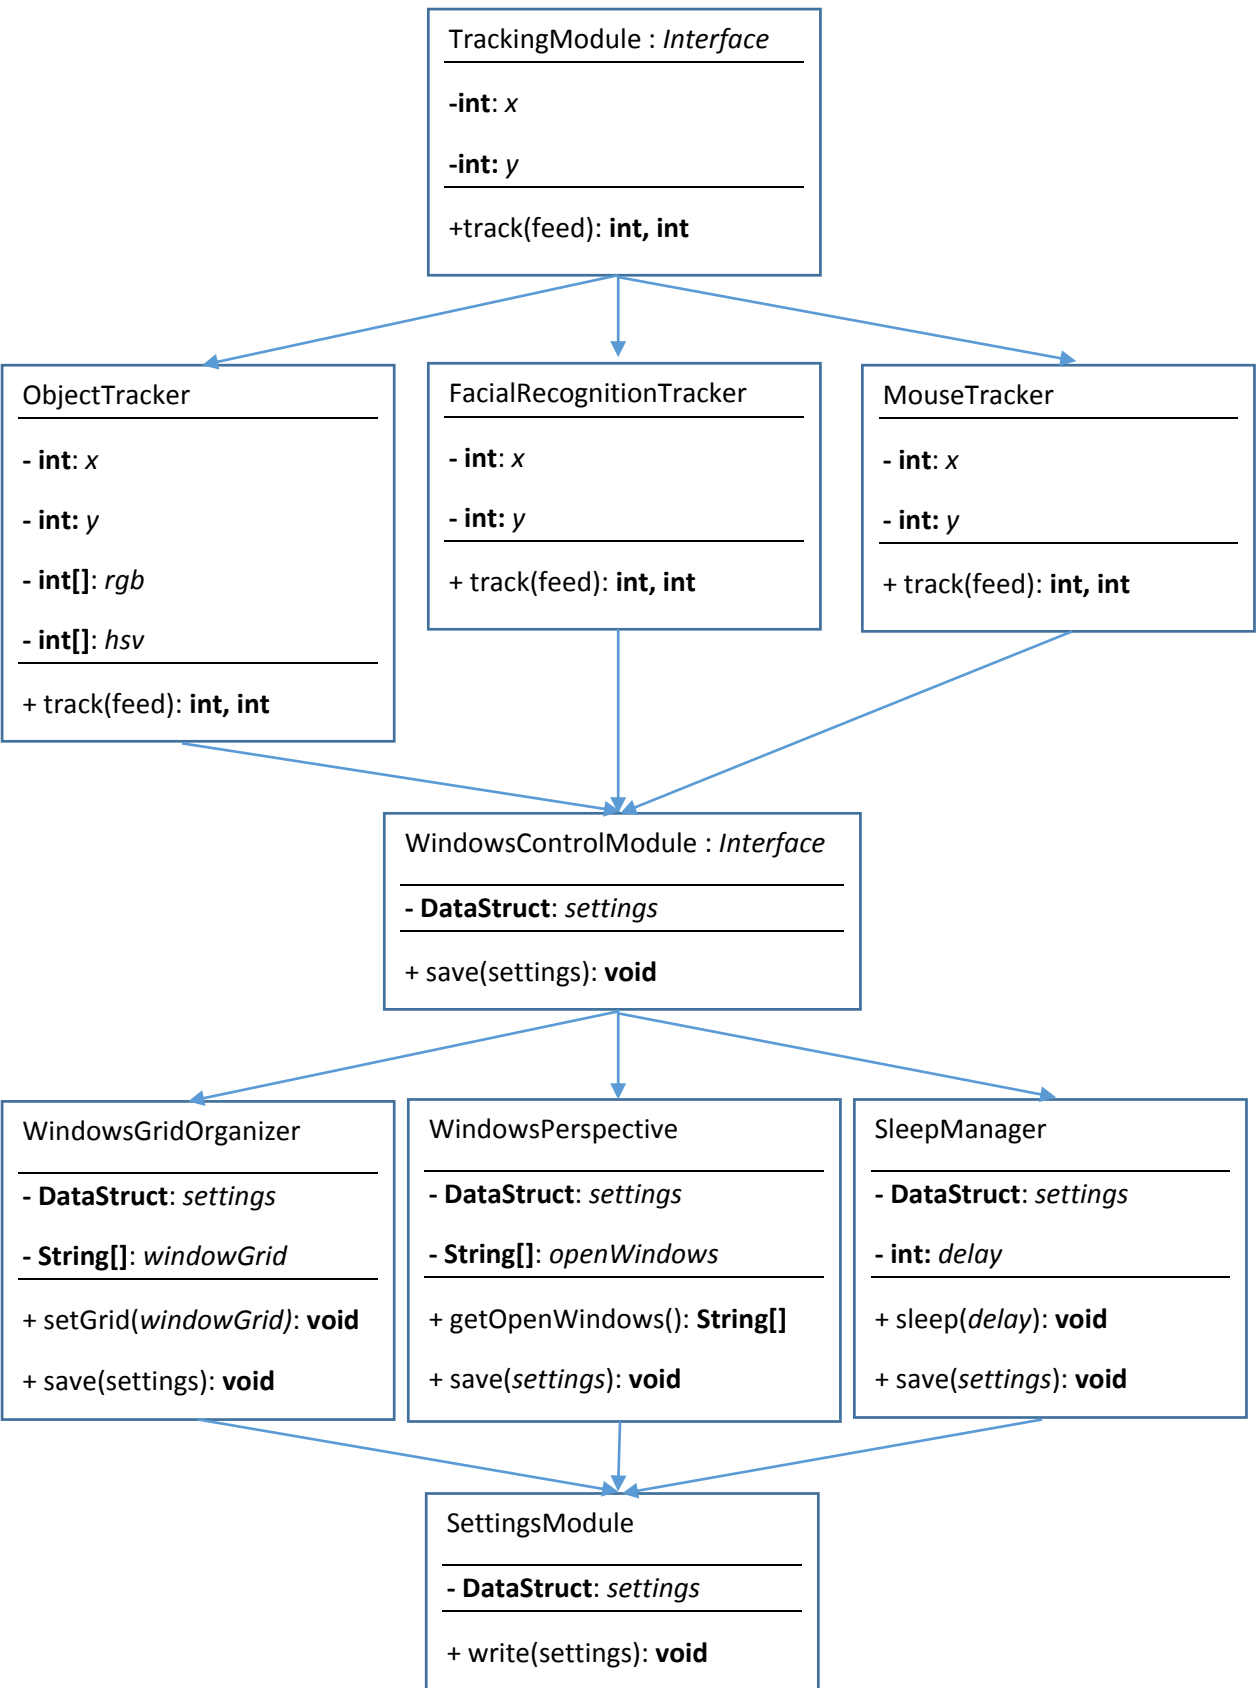 TrackingModule : Interface
-int: x
-int: y
+track(feed): int, int
ObjectTracker
- int: x
- int: y
- int[]: rgb
- int[]: hsv
+ track(feed): int, int
FacialRecognitionTracker
- int: x
- int: y
+ track(feed): int, int
MouseTracker
- int: x
- int: y
+ track(feed): int, int
WindowsControlModule : Interface
- DataStruct: settings
+ save(settings): void
WindowsGridOrganizer
- DataStruct: settings
- String[]: windowGrid
+ setGrid(windowGrid): void
+ save(settings): void
WindowsPerspective
- DataStruct: settings
- String[]: openWindows
+ getOpenWindows(): String[]
+ save(settings): void
SleepManager
- DataStruct: settings
- int: delay
+ sleep(delay): void
+ save(settings): void
SettingsModule
- DataStruct: settings
+ write(settings): void